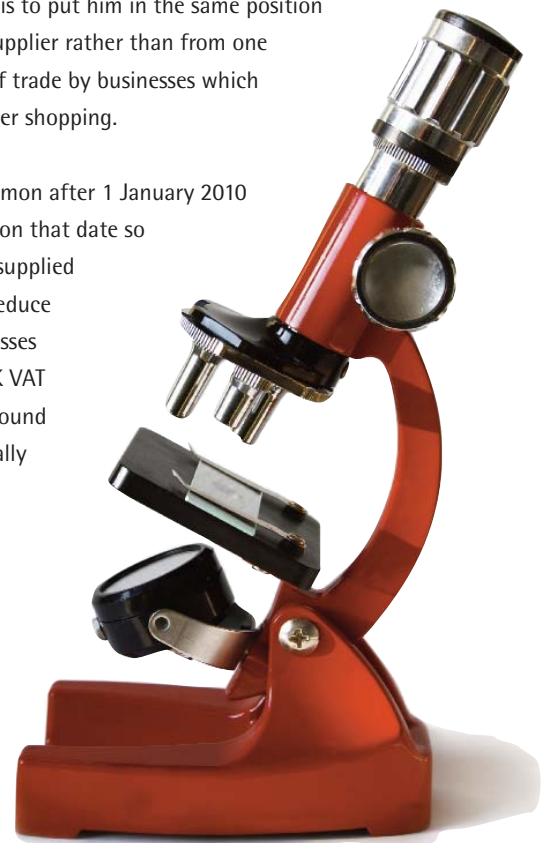 is to put him in the same position
upplier rather than from one
f trade by businesses which
er shopping.
mon after 1 January 2010
on that date so
supplied
educe
sses
K VAT
ound
ally